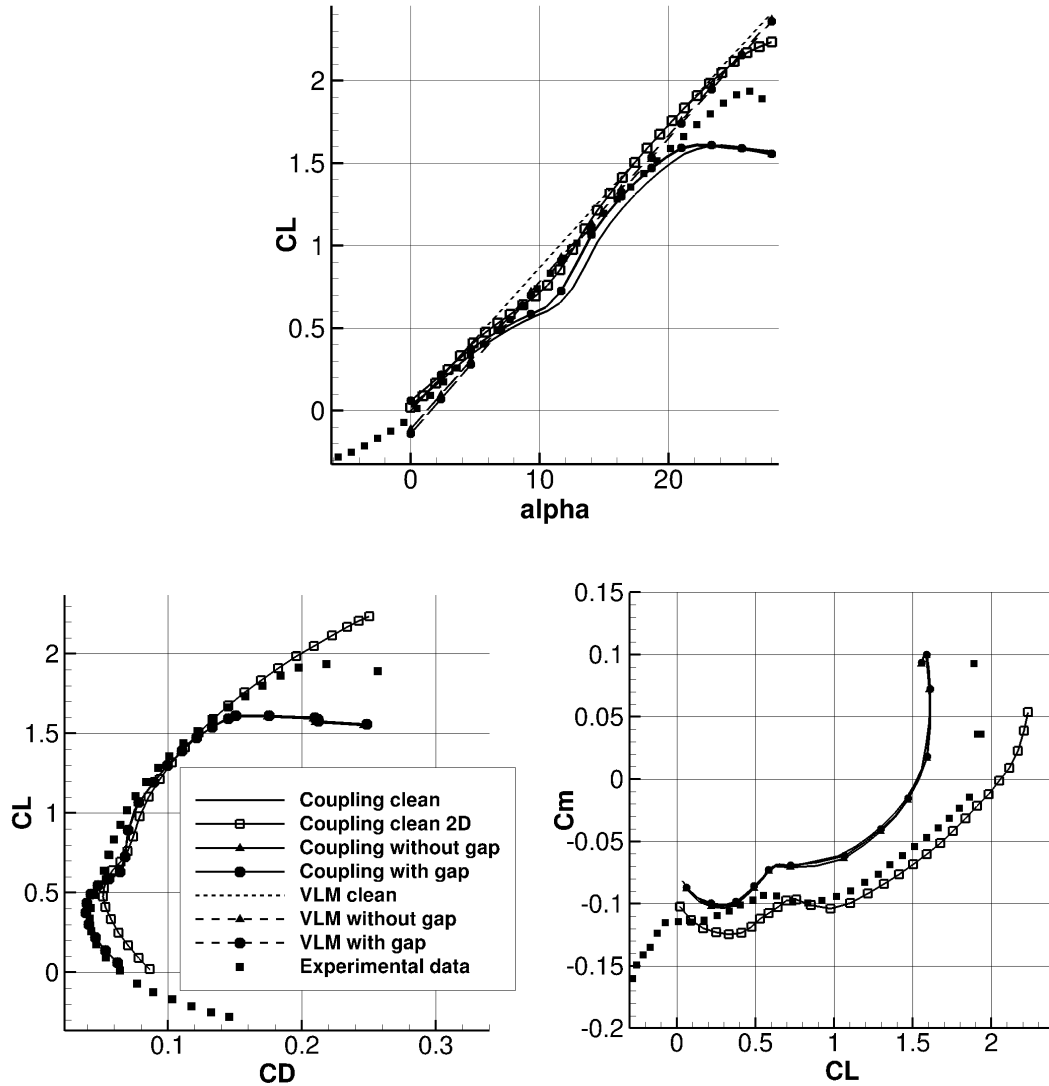 CL
2
1.5
1
0.5
0
0
10
20
alpha
CL
2
1.5
1
0.5
0
0.1
0.2
0.3
CD
Coupling clean
Coupling clean 2D
Coupling without gap
Coupling with gap
VLM clean
VLM without gap
VLM with gap
Experimental data
Cm
0.15
0.1
0.05
0
-0.05
-0.1
-0.15
-0.2
0
0.5
1
1.5
2
CL